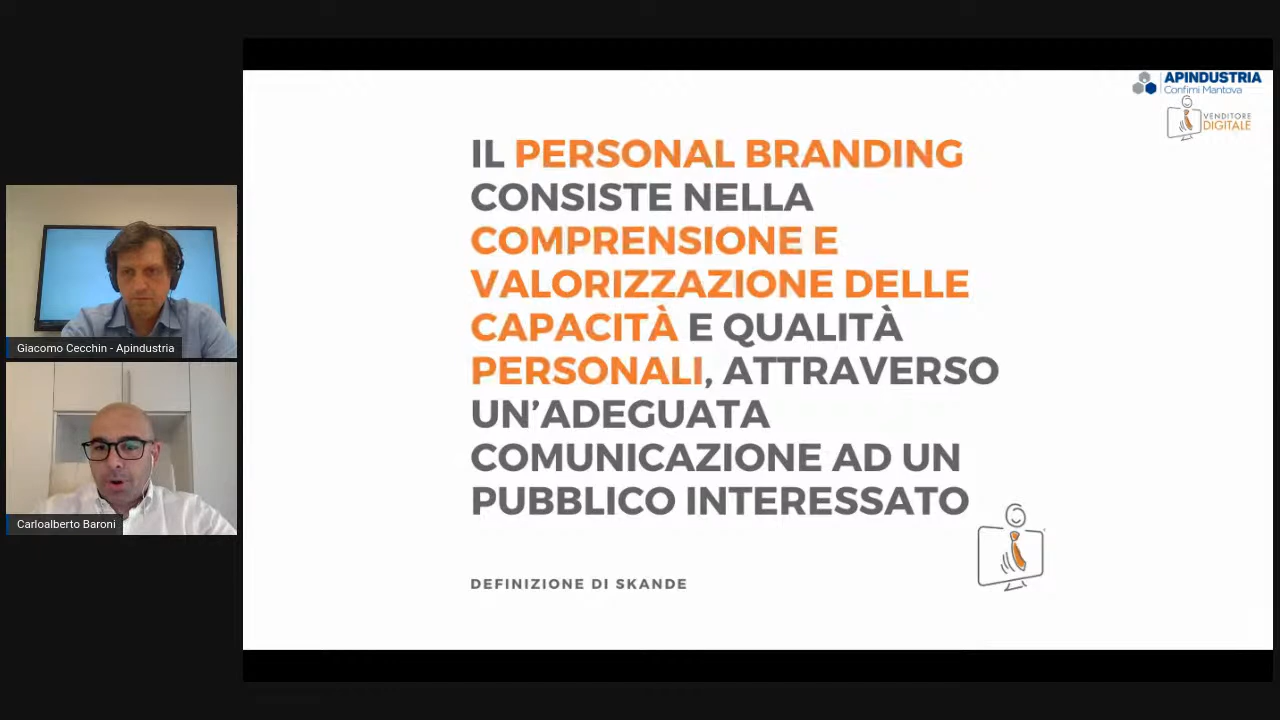 APINDUSTRIA
Confimi Mantova
VENDITORE
DIGITALE
IL PERSONAL BRANDING
CONSISTE NELLA
COMPRENSIONE E
VALORIZZAZIONE DELLE
CAPACITÀ E QUALITÀ
PERSONALI, ATTRAVERSO
UN’ADEGUATA
COMUNICAZIONE AD UN
PUBBLICO INTERESSATO
DEFINIZIONE DI SKANDE
Giacomo Cecchin - Apindustria
Carloalberto Baroni